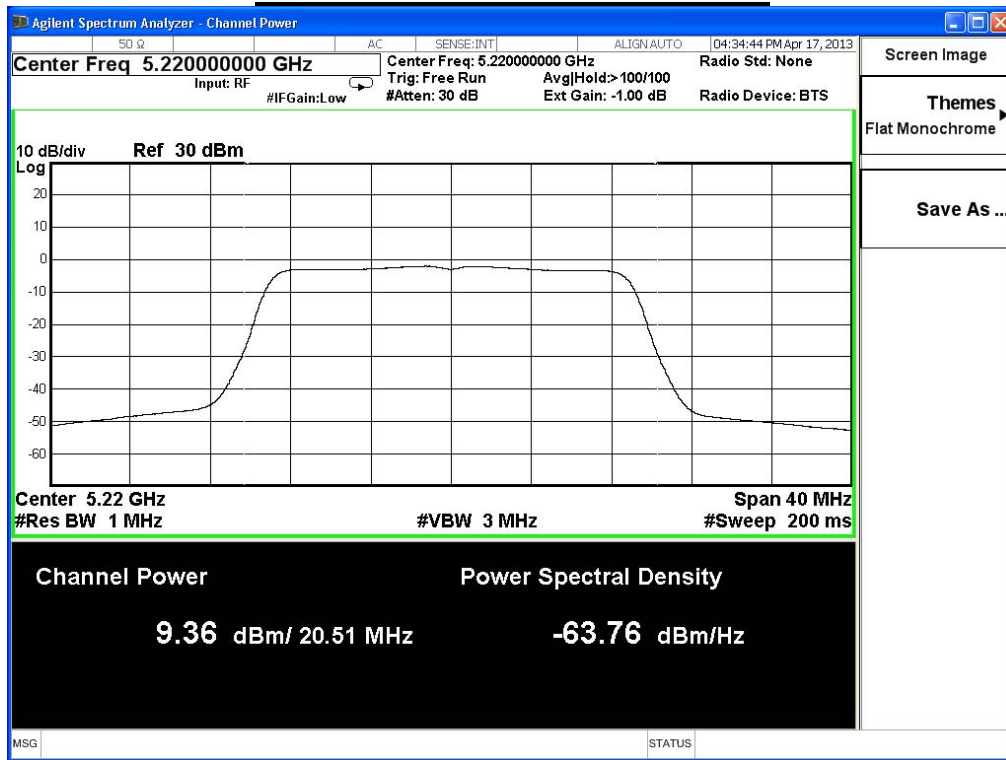 Agilent Spectrum Analyzer - Channel Power
50 Ω AC SENSE:INT ALIGN AUTO 04:34:44 PM Apr 17, 2013
Center Freq 5.220000000 GHz
Input: RF
#IFGain:Low
Center Freq: 5.220000000 GHz
Trig: Free Run Avg|Hold:>100/100
#Atten: 30 dB Ext Gain: -1.00 dB
Radio Std: None
Radio Device: BTS
10 dB/div Ref 30 dBm
Log
20
10
0
-10
-20
-30
-40
-50
-60
Center 5.22 GHz Span 40 MHz
#Res BW 1 MHz #VBW 3 MHz #Sweep 200 ms
Channel Power Power Spectral Density
9.36 dBm/ 20.51 MHz -63.76 dBm/Hz
MSG STATUS
Screen Image
Themes
Flat Monochrome
Save As ...